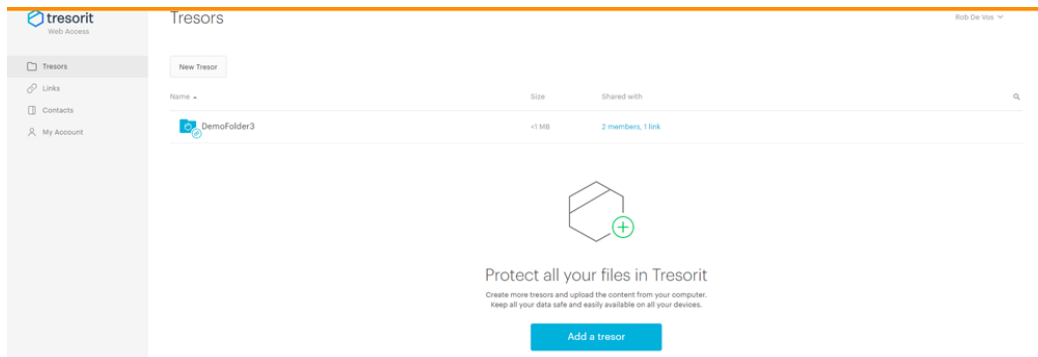 tresorit
Web Access
Tresors
Rob De Vos
Tresors
Links
Contacts
My Account
New Tresor
Name Size Shared with
DemoFolder3 <1 MB 2 members, 1 link
Protect all your files in Tresorit
Create more tresors and upload the content from your computer.
Keep all your data safe and easily available on all your devices.
Add a tresor